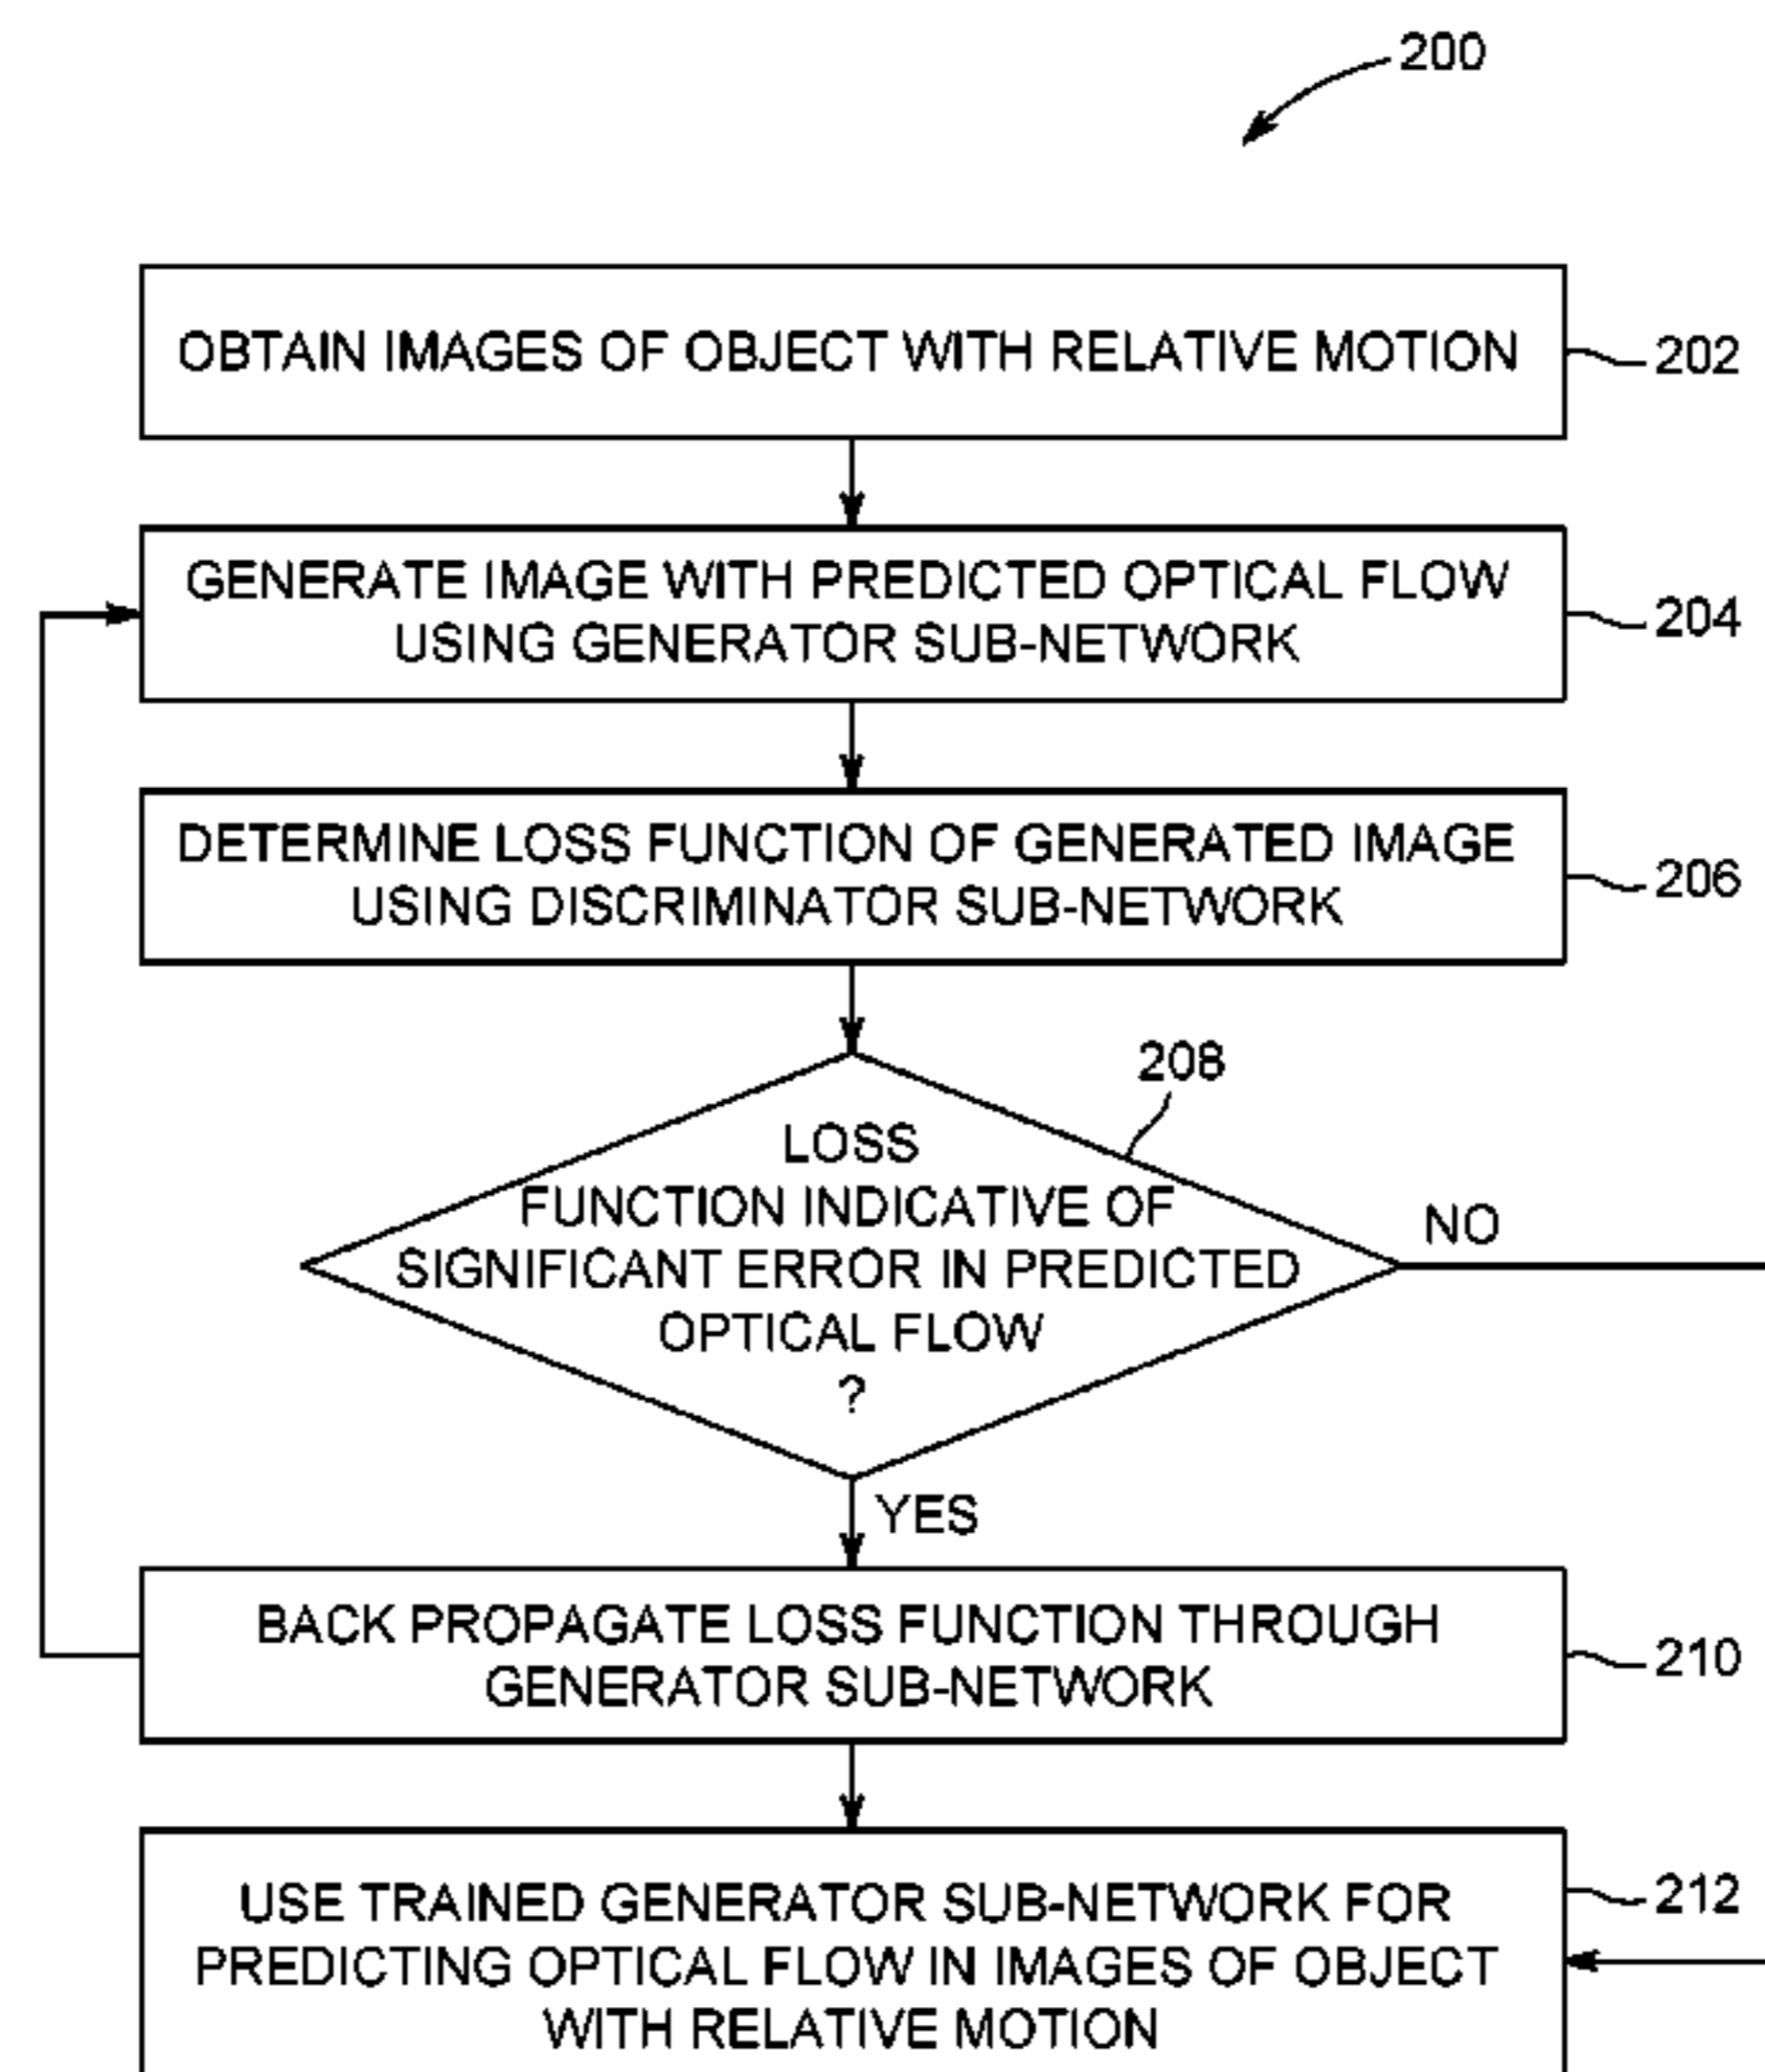 200
OBTAIN IMAGES OF OBJECT WITH RELATIVE MOTION
202
GENERATE IMAGE WITH PREDICTED OPTICAL FLOW
USING GENERATOR SUB-NETWORK
204
DETERMINE LOSS FUNCTION OF GENERATED IMAGE
USING DISCRIMINATOR SUB-NETWORK
206
208
LOSS
FUNCTION INDICATIVE OF
SIGNIFICANT ERROR IN PREDICTED
OPTICAL FLOW
?
NO
YES
BACK PROPAGATE LOSS FUNCTION THROUGH
GENERATOR SUB-NETWORK
210
USE TRAINED GENERATOR SUB-NETWORK FOR
PREDICTING OPTICAL FLOW IN IMAGES OF OBJECT
WITH RELATIVE MOTION
212